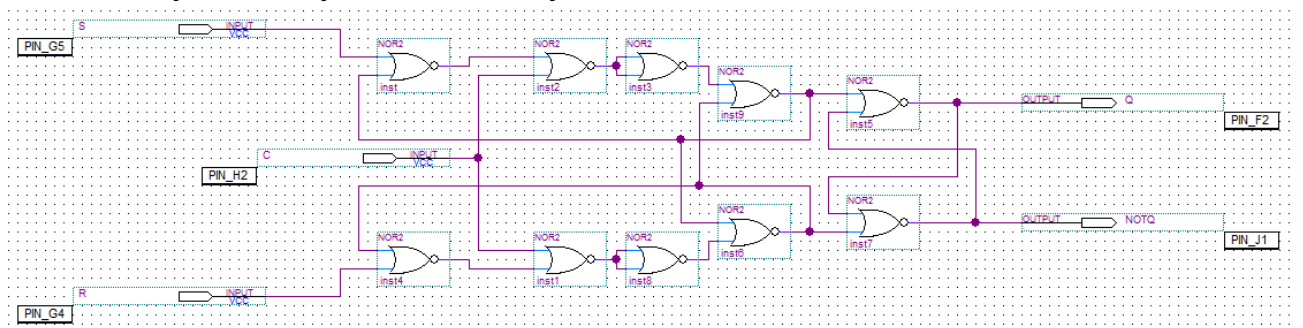 S
INPUT
VCC
PIN_G5
NOR2
inst
NOR2
inst2
NOR2
inst3
NOR2
inst9
NOR2
inst5
OUTPUT
Q
PIN_F2
C
INPUT
VCC
PIN_H2
NOR2
inst4
NOR2
inst1
NOR2
inst8
NOR2
inst6
NOR2
inst7
OUTPUT
NOTQ
PIN_J1
R
INPUT
VCC
PIN_G4